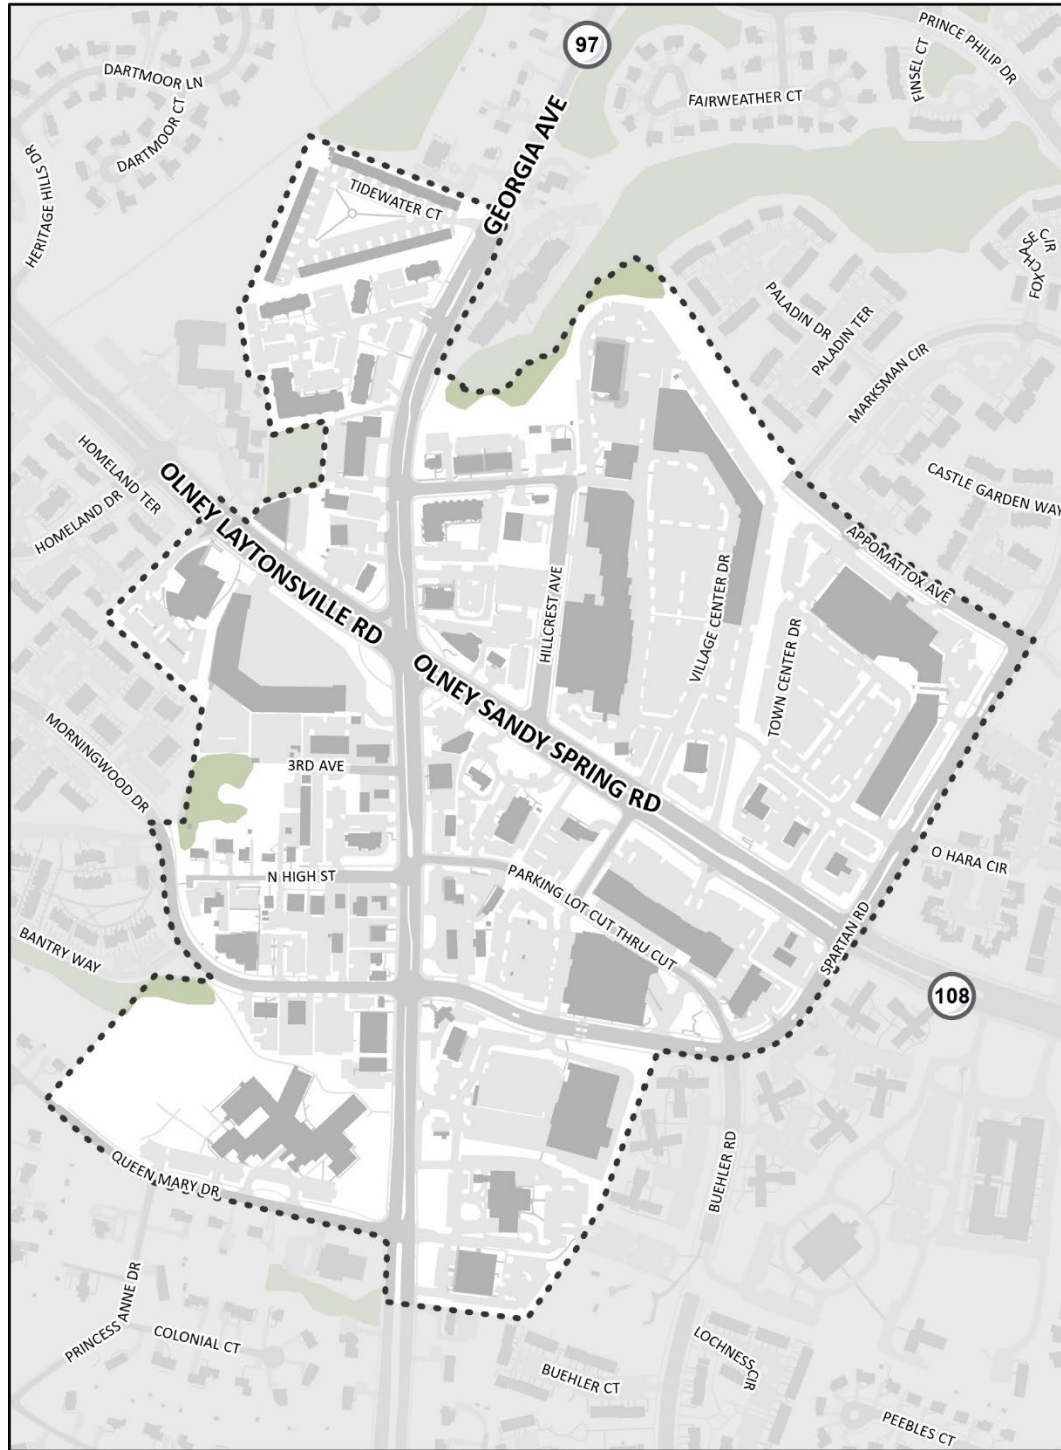 97
PRINCE PHILIP DR
FINSEL CT
DARTMOOR LN
FAIRWEATHER CT
DARTMOOR CT
HERITAGE HILLS DR
GEORGIA AVE
TIDEWATER CT
FOX CHASE CIR
PALADIN DR
PALADIN TER
MARKSMAN CIR
HOMELAND TER
HOMELAND DR
OLNEY LAYTONSVILLE RD
CASTLE GARDEN WAY
APPOMATTOX AVE
HILLCREST AVE
VILLAGE CENTER DR
TOWN CENTER DR
OLNEY SANDY SPRING RD
MORNINGWOOD DR
3RD AVE
N HIGH ST
PARKING LOT CUT THRU CUT
O HARA CIR
SPARTAN RD
BANTRY WAY
108
QUEEN MARY DR
BUEHLER RD
PRINCESS ANNE DR
COLONIAL CT
LOCHNESS CIR
BUEHLER CT
PEEBLES CT